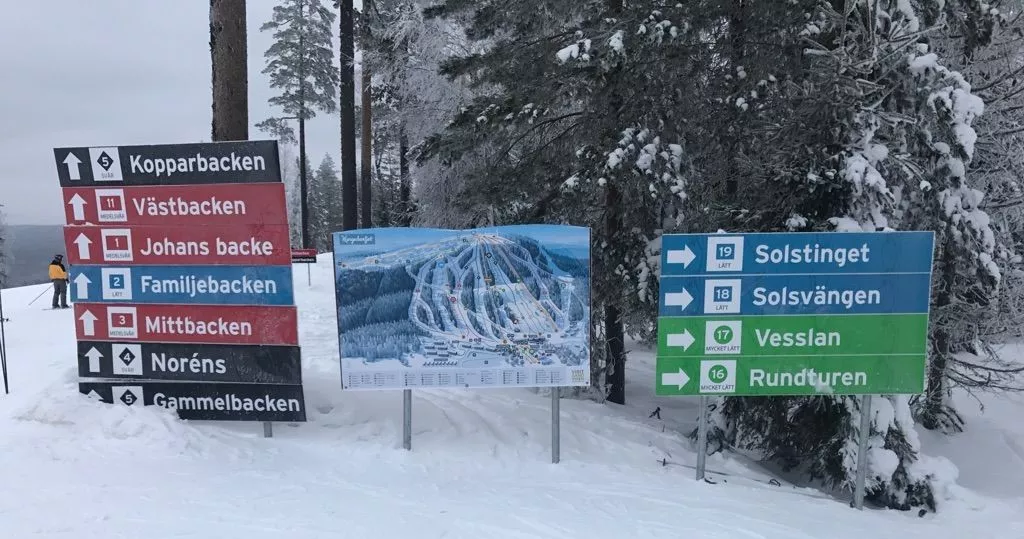 5 Kopparbacken
SVÅR
11 Västbacken
MEDELSVÅR
1 Johans backe
MEDELSVÅR
2 Familjebacken
LÄTT
3 Mittbacken
MEDELSVÅR
4 Noréns
SVÅR
5 Gammelbacken
Kungsberget
19 Solstinget
LÄTT
18 Solsvängen
LÄTT
17 Vesslan
MYCKET LÄTT
16 Rundturen
MYCKET LÄTT